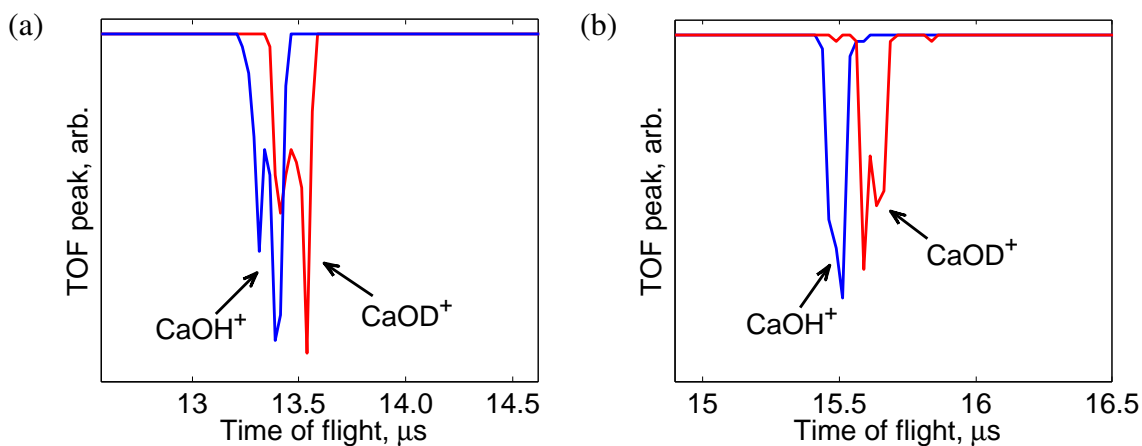 (a)
TOF peak, arb.
CaOH+
CaOD+
13 13.5 14.0 14.5
Time of flight, μs
(b)
TOF peak, arb.
CaOD+
CaOH+
15 15.5 16 16.5
Time of flight, μs